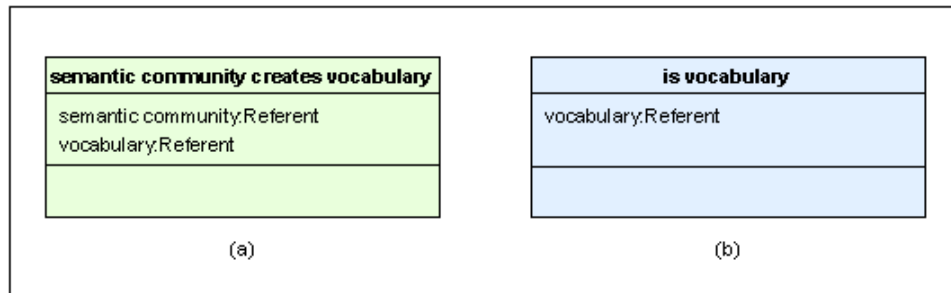 semantic community creates vocabulary
semantic community:Referent
vocabulary:Referent
(a)
is vocabulary
vocabulary:Referent
(b)